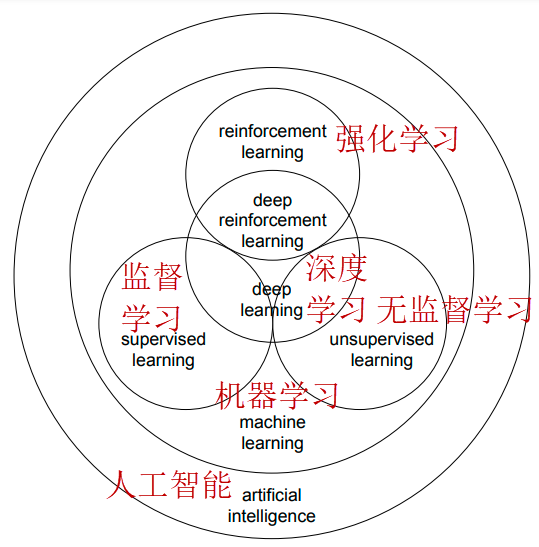 reinforcement
learning
强化学习
deep
reinforcement
learning
监督
学习
supervised
learning
deep
learning
深度
学习
无监督学习
unsupervised
learning
机器学习
machine
learning
人工智能
artificial
intelligence